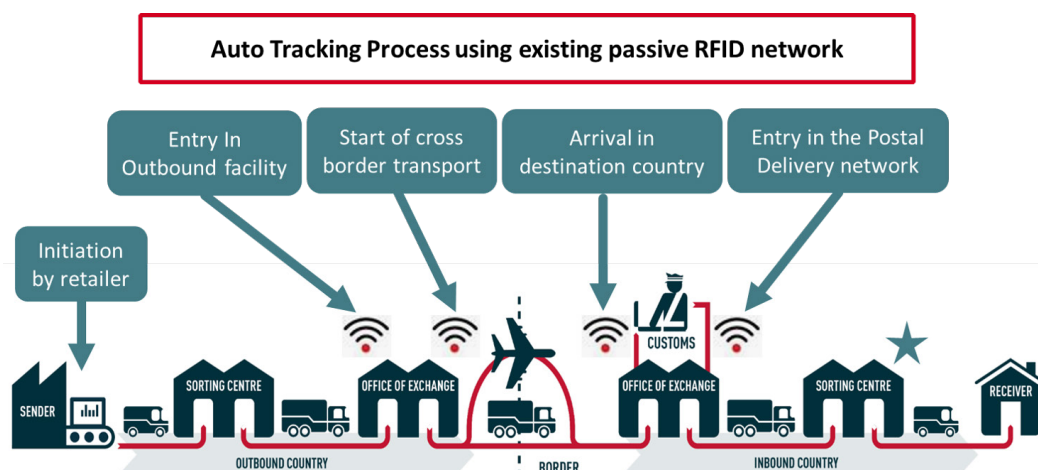 Auto Tracking Process using existing passive RFID network
Entry In
Outbound facility
Start of cross
border transport
Arrival in
destination country
Entry in the Postal
Delivery network
Initiation
by retailer
CUSTOMS
SENDER
SORTING CENTRE
OFFICE OF EXCHANGE
OFFICE OF EXCHANGE
SORTING CENTRE
RECEIVER
OUTBOUND COUNTRY
BORDER
INBOUND COUNTRY